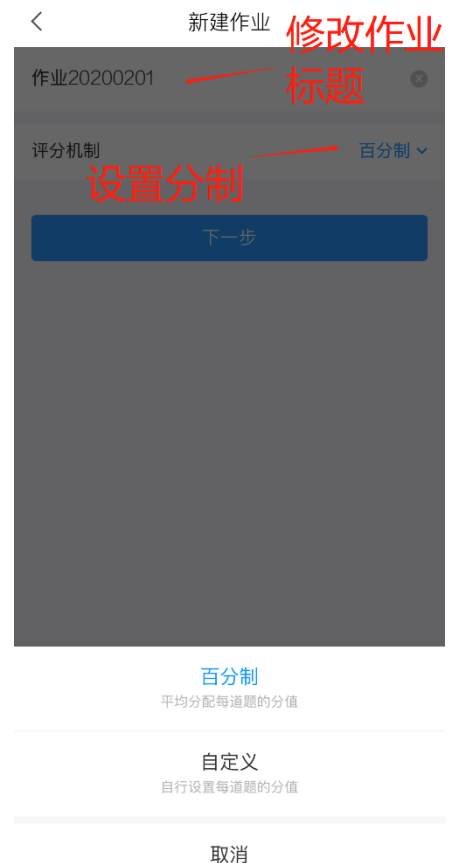 新建作业
修改作业
标题
作业20200201
评分机制
百分制
设置分制
下一步
百分制
平均分配每道题的分值
自定义
自行设置每道题的分值
取消